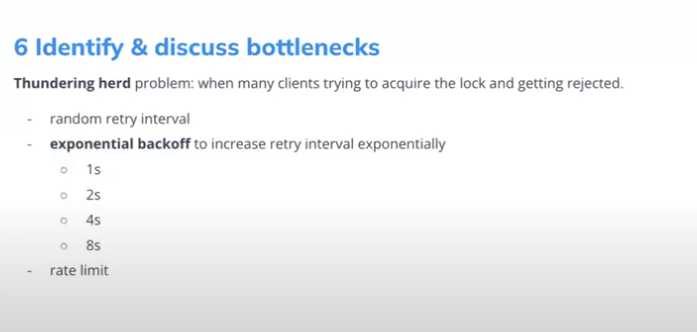 6 Identify & discuss bottlenecks
Thundering herd problem: when many clients trying to acquire the lock and getting rejected.
- random retry interval
- exponential backoff to increase retry interval exponentially
○ 1s
○ 2s
○ 4s
○ 8s
- rate limit